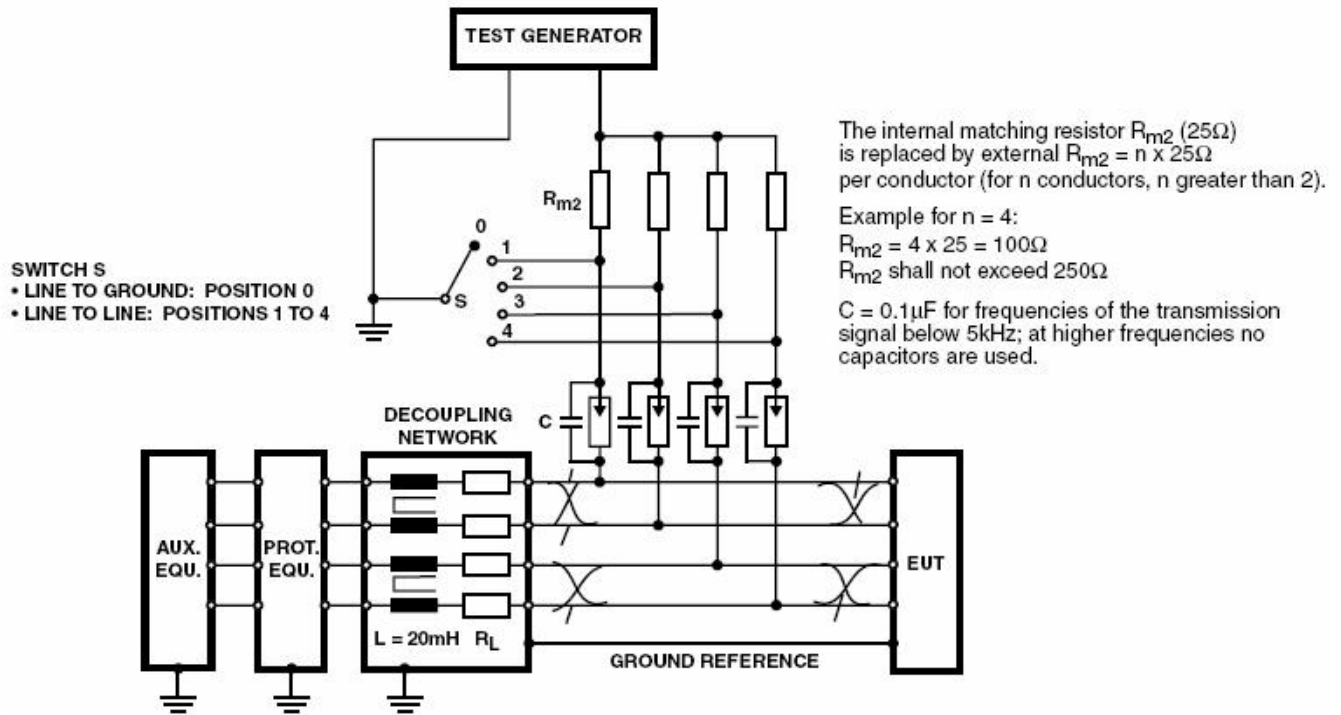 TEST GENERATOR
The internal matching resistor Rm2 (25Ω)
is replaced by external Rm2 = n x 25Ω
per conductor (for n conductors, n greater than 2).
Example for n = 4:
Rm2 = 4 x 25 = 100Ω
Rm2 shall not exceed 250Ω
C = 0.1μF for frequencies of the transmission
signal below 5kHz; at higher frequencies no
capacitors are used.
Rm2
0
1
2
3
4
S
SWITCH S
• LINE TO GROUND: POSITION 0
• LINE TO LINE: POSITIONS 1 TO 4
C
DECOUPLING
NETWORK
AUX.
EQU.
PROT.
EQU.
L = 20mH RL
GROUND REFERENCE
EUT